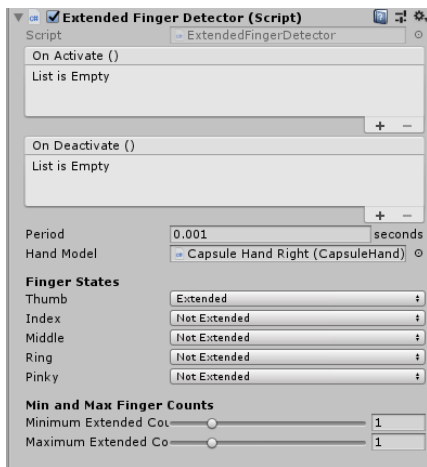 Extended Finger Detector (Script)
Script ExtendedFingerDetector
On Activate ()
List is Empty
+ −
On Deactivate ()
List is Empty
+ −
Period 0.001 seconds
Hand Model Capsule Hand Right (CapsuleHand)
Finger States
Thumb Extended
Index Not Extended
Middle Not Extended
Ring Not Extended
Pinky Not Extended
Min and Max Finger Counts
Minimum Extended Cou 1
Maximum Extended Co 1